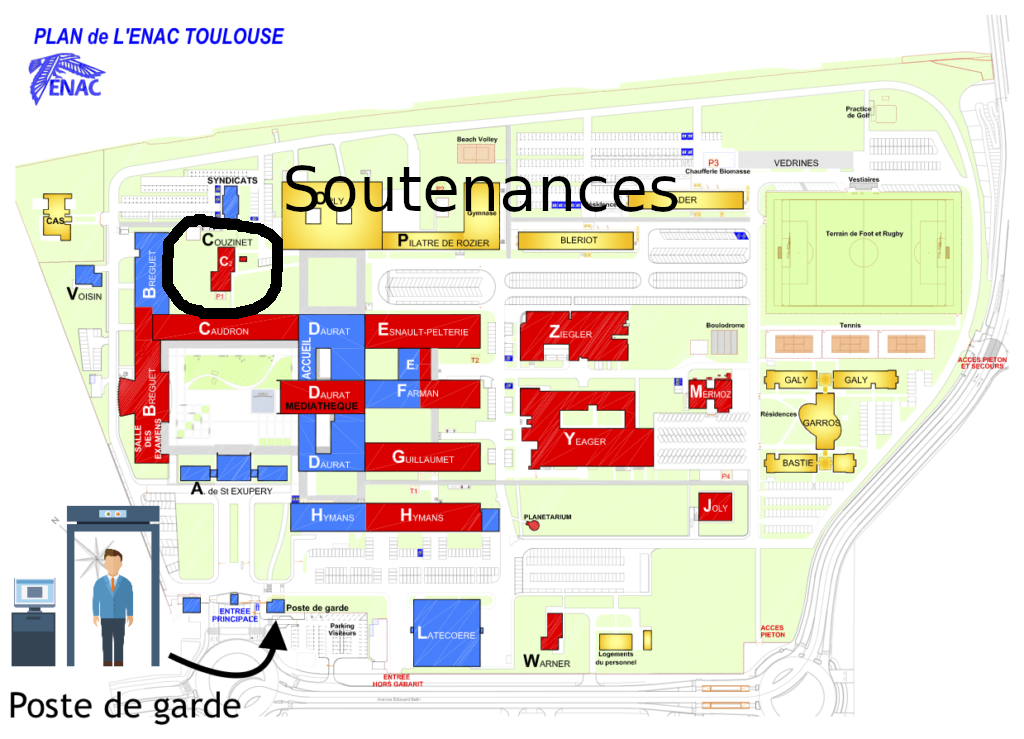 PLAN de L'ENAC TOULOUSE
ENAC
Practice
de Golf
Beach Volley
P3
VEDRINES
Chaufferie Biomasse
SYNDICATS
Vestiaires
Soutenances
CAS
Gymnase
COUZINET
PILATRE DE ROZIER
BLERIOT
Terrain de Foot et Rugby
BREGUET
C2
VOISIN
P1
CAUDRON
DAURAT
ESNAULT-PELTERIE
ZIEGLER
Boulodrome
Tennis
ACCUEIL
T2
E
ACCES PIETON
ET SECOURS
GALY
GALY
BREGUET
DAURAT
MEDIATHEQUE
FARMAN
MERMOZ
Résidences
GARROS
SALLE
DES
EXAMENS
YEAGER
DAURAT
GUILLAUMET
BASTIE
A. de St EXUPERY
T1
P4
HYMANS
HYMANS
PLANETARIUM
JOLY
N
ENTREE
PRINCIPALE
Poste de garde
Parking
Visiteurs
LATECOERE
WARNER
Logements
du personnel
ACCES
PIETON
ENTREE
HORS GABARIT
Poste de garde